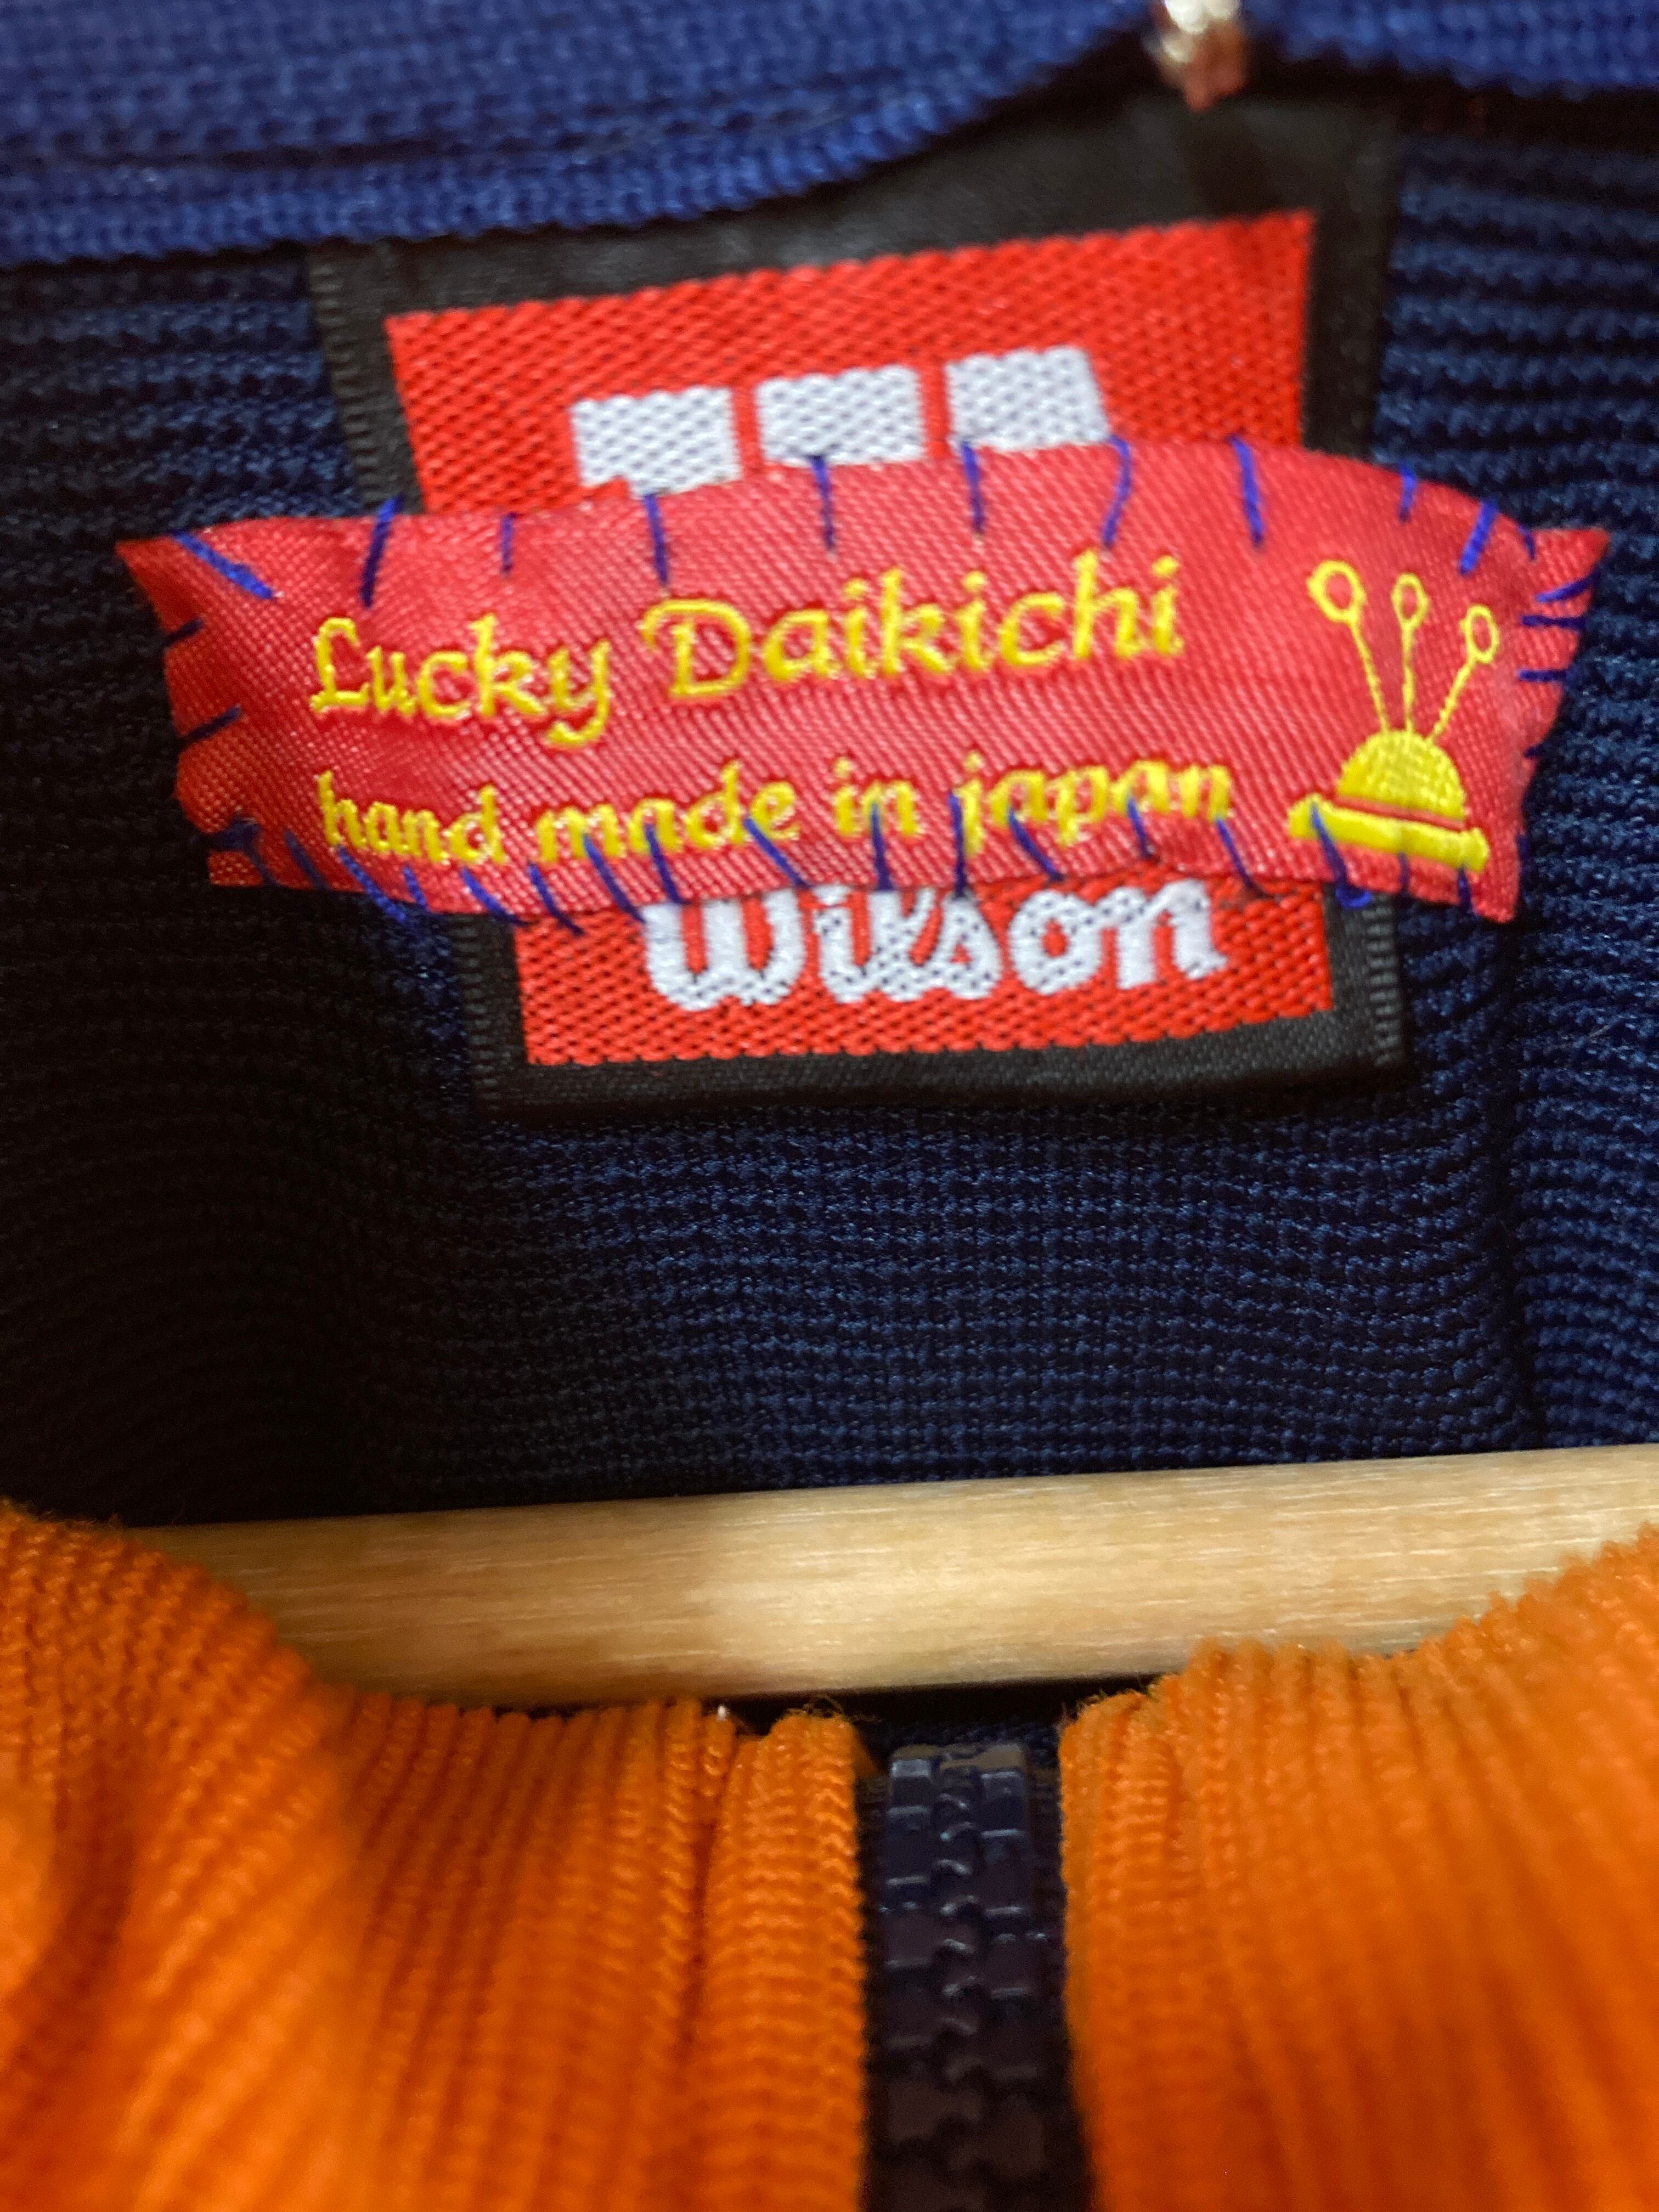 Lucky Daikichi
hand made in japan
Wilson